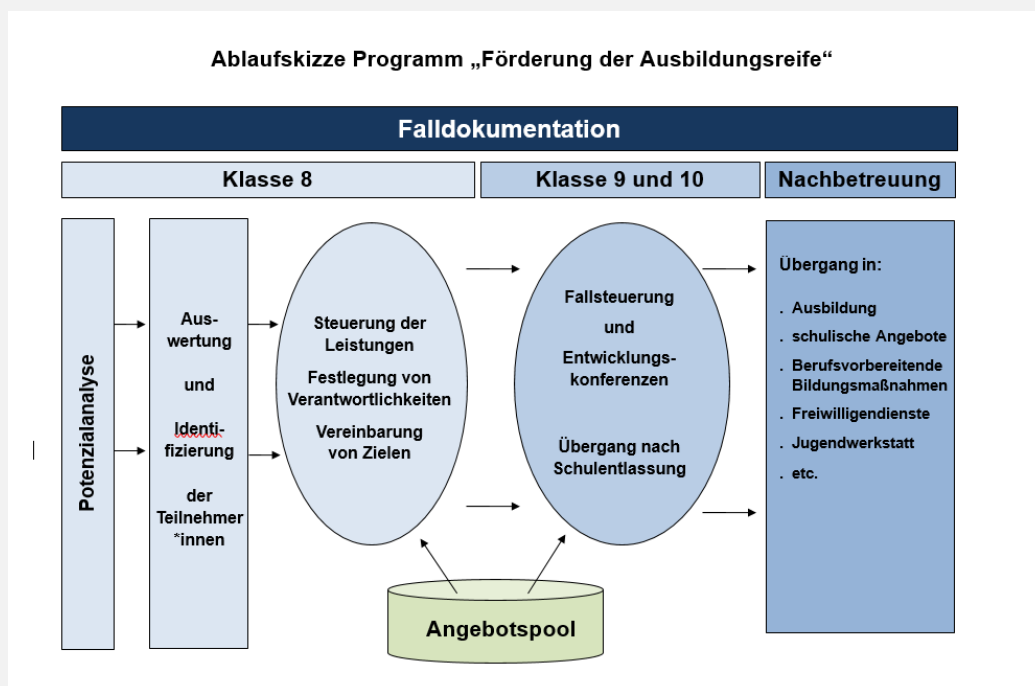 Ablaufskizze Programm „Förderung der Ausbildungsreife“
Falldokumentation
Klasse 8
Klasse 9 und 10
Nachbetreuung
Potenzialanalyse
Aus-
wertung
und
Identi-
fizierung
der
Teilnehmer
*innen
Steuerung der
Leistungen
Festlegung von
Verantwortlichkeiten
Vereinbarung
von Zielen
Fallsteuerung
und
Entwicklungs-
konferenzen
Übergang nach
Schulentlassung
Übergang in:
. Ausbildung
. schulische Angebote
. Berufsvorbereitende
Bildungsmaßnahmen
. Freiwilligendienste
. Jugendwerkstatt
. etc.
Angebotspool